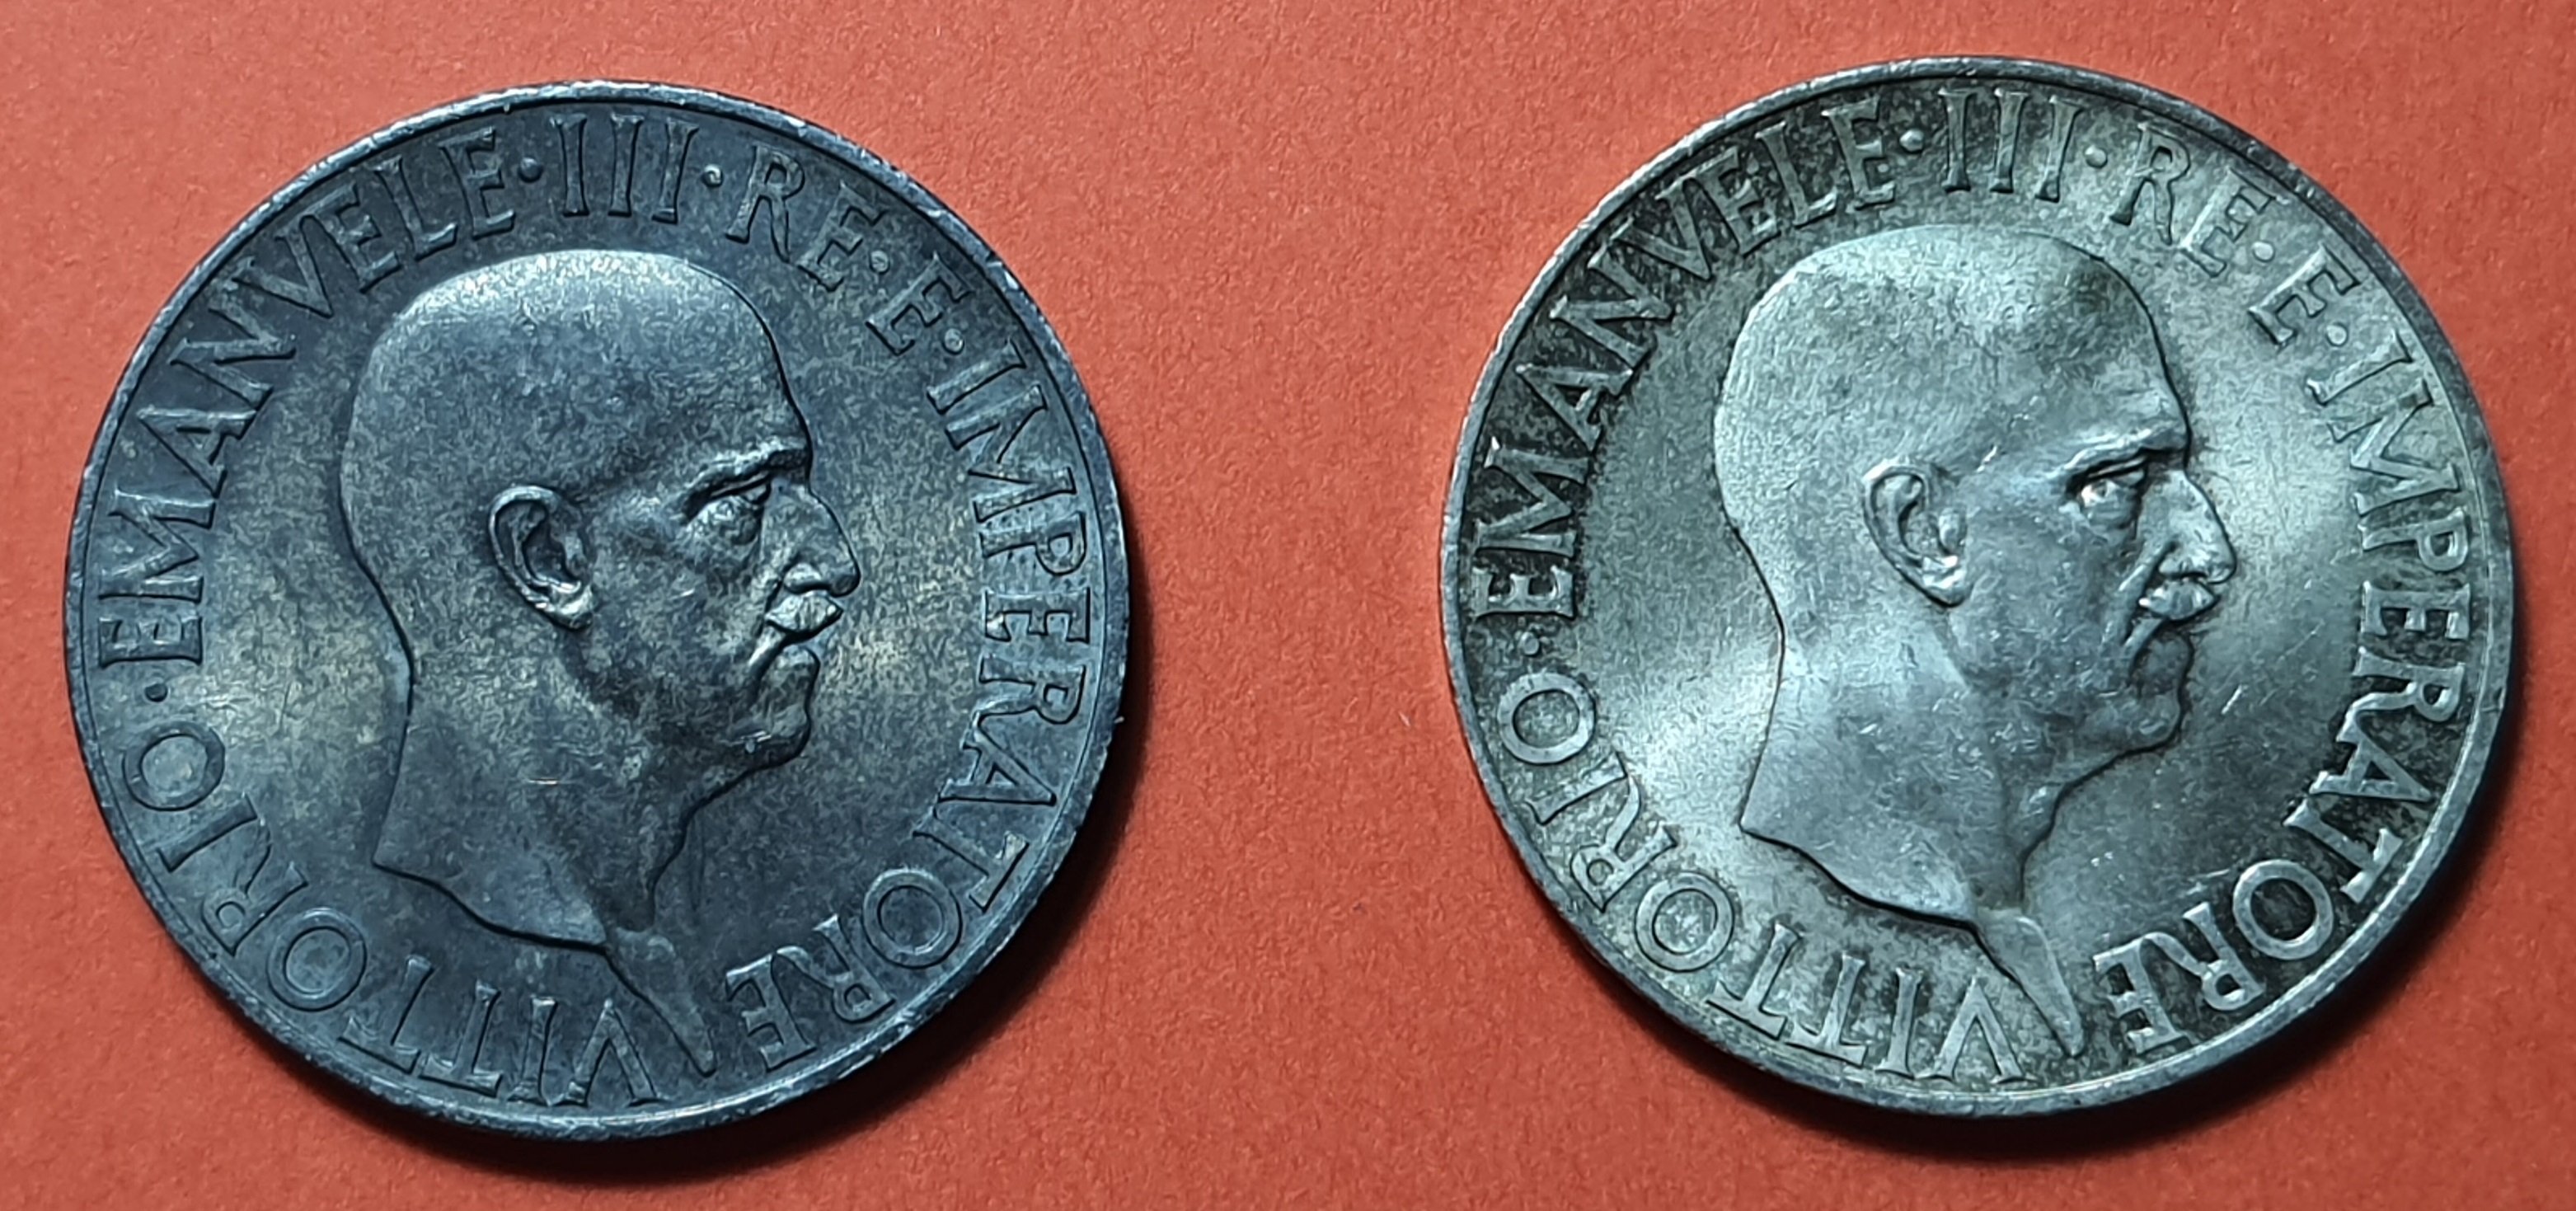 VITTORIO · EMANVELE · III · RE · E · IMPERATORE
VITTORIO · EMANVELE · III · RE · E · IMPERATORE